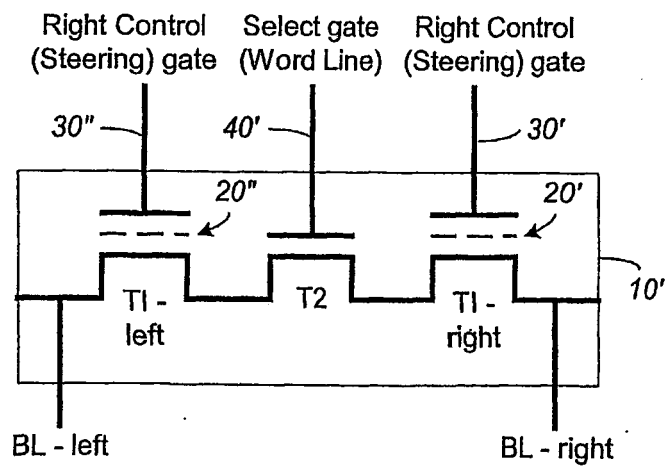 Right Control
(Steering) gate
Select gate
(Word Line)
Right Control
(Steering) gate
30"
40'
30'
20"
20'
10'
TI -
left
T2
TI -
right
BL - left
BL - right